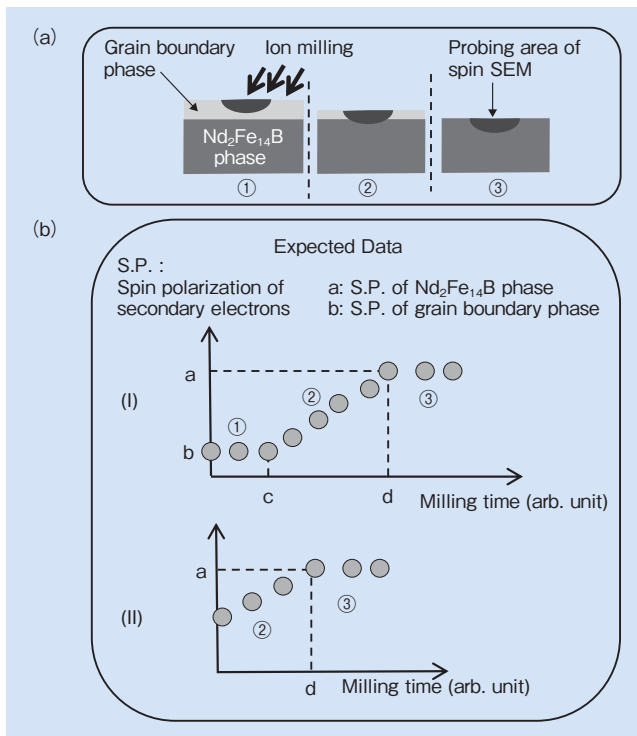 (a)
Grain boundary
phase
Ion milling
Probing area of
spin SEM
Nd₂Fe₁₄B
phase
① ② ③
(b)
Expected Data
S.P. :
Spin polarization of
secondary electrons
a: S.P. of Nd₂Fe₁₄B phase
b: S.P. of grain boundary phase
(I)
a
b
① ② ③
c d
Milling time (arb. unit)
(II)
a
② ③
d
Milling time (arb. unit)